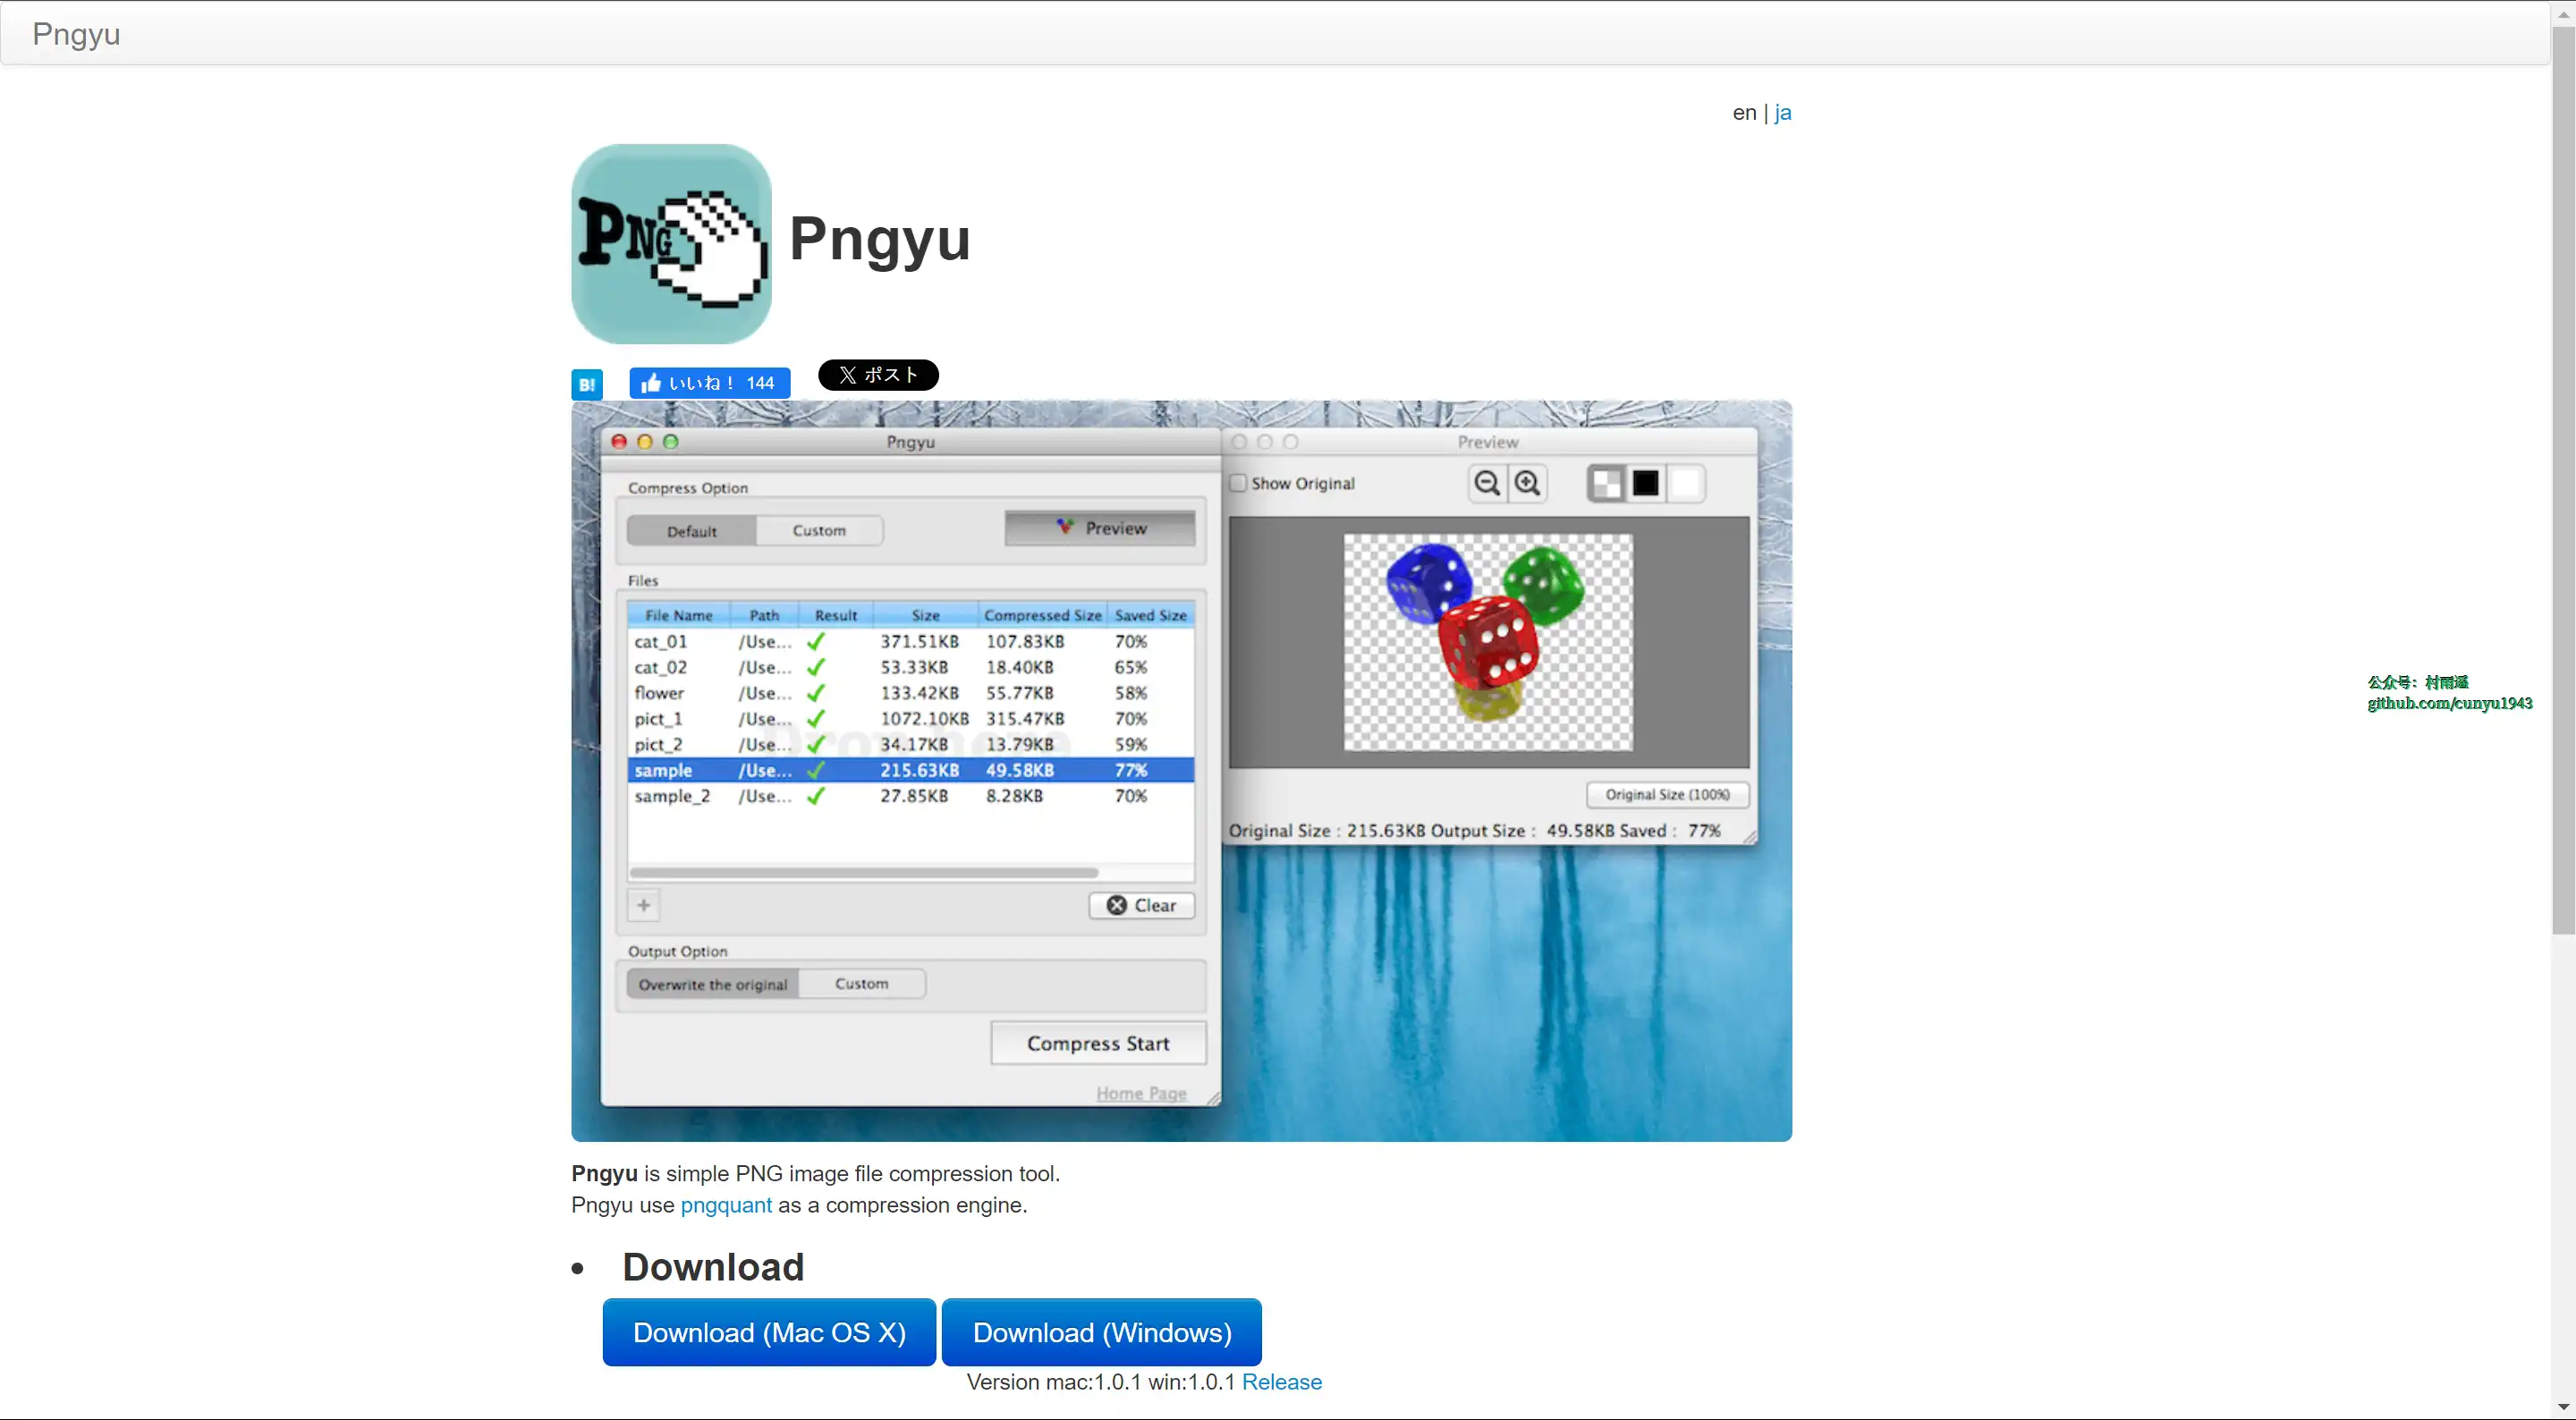 Pngyu
en | ja
PNG
Pngyu
B!
いいね！ 144
ポスト
Pngyu
Compress Option
Default Custom Preview
Files
File Name Path Result Size Compressed Size Saved Size
cat_01 /Use... 371.51KB 107.83KB 70%
cat_02 /Use... 53.33KB 18.40KB 65%
flower /Use... 133.42KB 55.77KB 58%
pict_1 /Use... 1072.10KB 315.47KB 70%
pict_2 /Use... 34.17KB 13.79KB 59%
Drop here
sample /Use... 215.63KB 49.58KB 77%
sample_2 /Use... 27.85KB 8.28KB 70%
+ Clear
Output Option
Overwrite the original Custom
Compress Start
Home Page
Preview
Show Original
Original Size (100%)
Original Size : 215.63KB Output Size : 49.58KB Saved : 77%
公众号：村雨遥
github.com/cunyu1943
Pngyu is simple PNG image file compression tool.
Pngyu use pngquant as a compression engine.
• Download
Download (Mac OS X) Download (Windows)
Version mac:1.0.1 win:1.0.1 Release